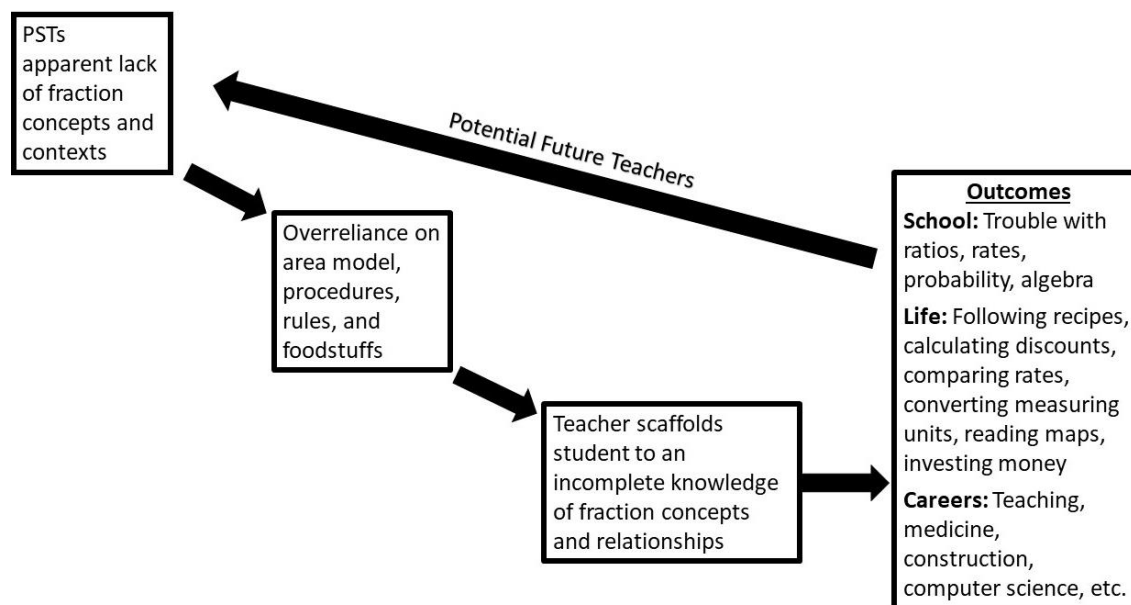 PSTs
apparent lack
of fraction
concepts and
contexts
Potential Future Teachers
Overreliance on
area model,
procedures,
rules, and
foodstuffs
Teacher scaffolds
student to an
incomplete knowledge
of fraction concepts
and relationships
Outcomes
School: Trouble with
ratios, rates,
probability, algebra
Life: Following recipes,
calculating discounts,
comparing rates,
converting measuring
units, reading maps,
investing money
Careers: Teaching,
medicine,
construction,
computer science, etc.